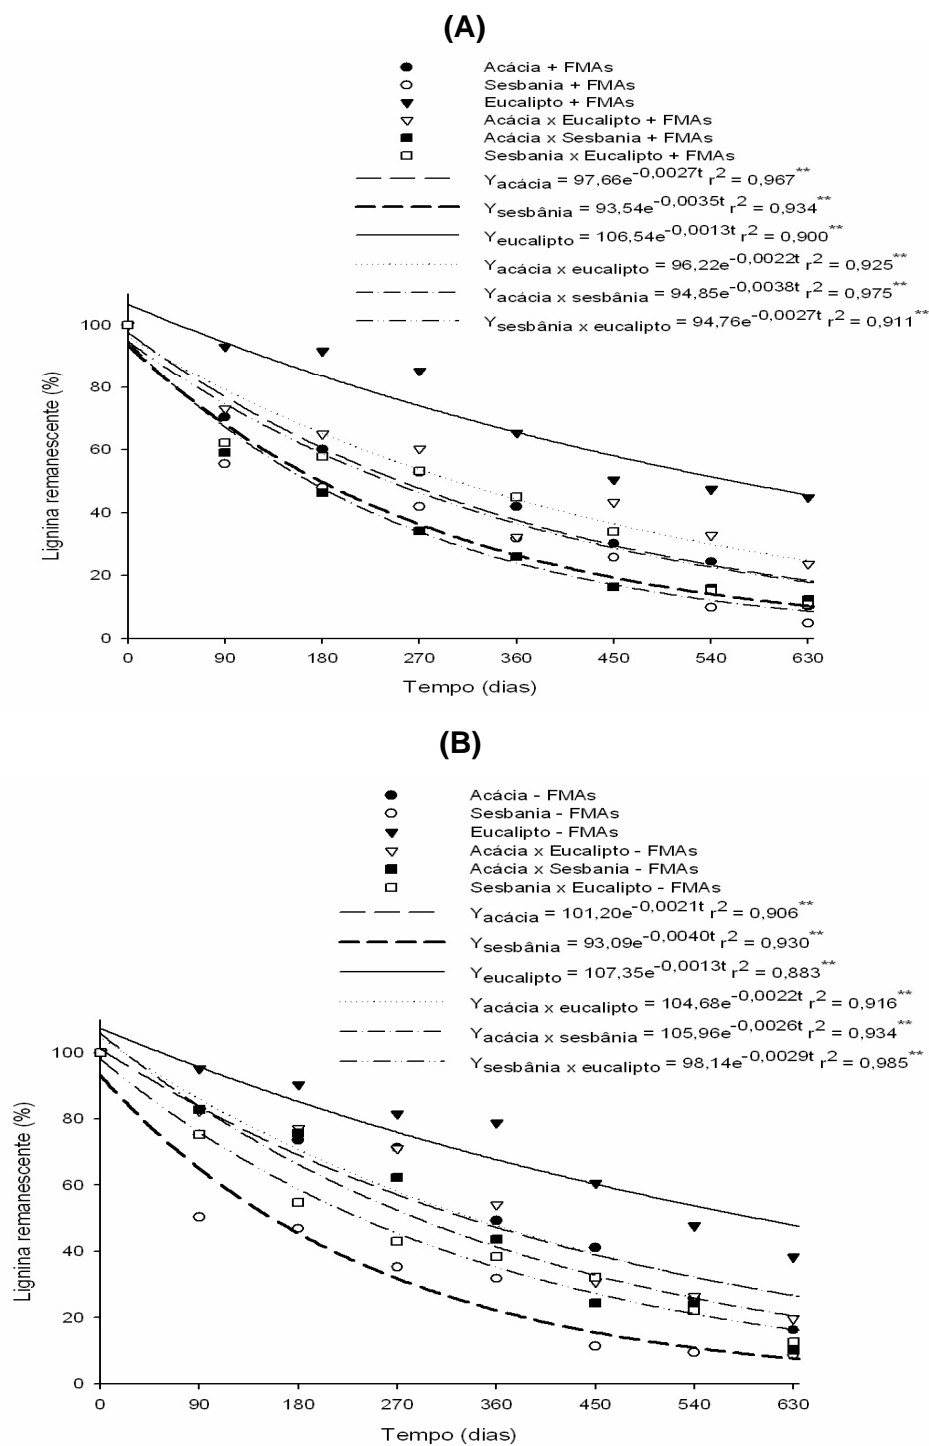 (A)
Acácia + FMAs
Sesbania + FMAs
Eucalipto + FMAs
Acácia x Eucalipto + FMAs
Acácia x Sesbania + FMAs
Sesbania x Eucalipto + FMAs
Yacácia = 97,66e-0,0027t r2 = 0,967**
Ysesbânia = 93,54e-0,0035t r2 = 0,934**
Yeucalipto = 106,54e-0,0013t r2 = 0,900**
Yacácia x eucalipto = 96,22e-0,0022t r2 = 0,925**
Yacácia x sesbânia = 94,85e-0,0038t r2 = 0,975**
Ysesbânia x eucalipto = 94,76e-0,0027t r2 = 0,911**
Lignina remanescente (%)
100
80
60
40
20
0
0 90 180 270 360 450 540 630
Tempo (dias)
(B)
Acácia - FMAs
Sesbania - FMAs
Eucalipto - FMAs
Acácia x Eucalipto - FMAs
Acácia x Sesbania - FMAs
Sesbania x Eucalipto - FMAs
Yacácia = 101,20e-0,0021t r2 = 0,906**
Ysesbânia = 93,09e-0,0040t r2 = 0,930**
Yeucalipto = 107,35e-0,0013t r2 = 0,883**
Yacácia x eucalipto = 104,68e-0,0022t r2 = 0,916**
Yacácia x sesbânia = 105,96e-0,0026t r2 = 0,934**
Ysesbânia x eucalipto = 98,14e-0,0029t r2 = 0,985**
Lignina remanescente (%)
100
80
60
40
20
0
0 90 180 270 360 450 540 630
Tempo (dias)